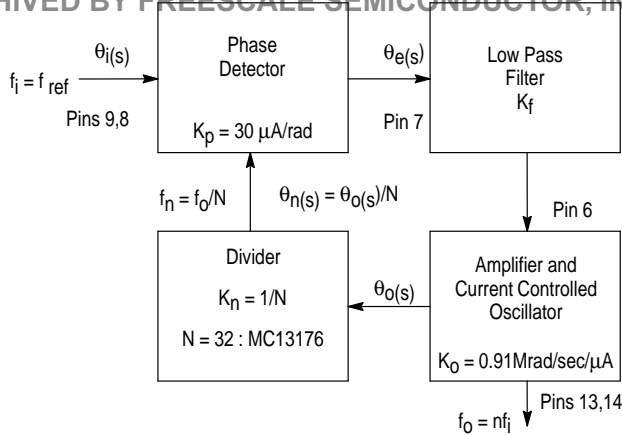 HIVED BY FREESCALE SEMICONDUCTOR, IN
θi(s)
fi = f ref
Pins 9,8
Phase
Detector
Kp = 30 µA/rad
θe(s)
Pin 7
Low Pass
Filter
Kf
fn = fo/N
θn(s) = θo(s)/N
Pin 6
Divider
Kn = 1/N
N = 32 : MC13176
θo(s)
Amplifier and
Current Controlled
Oscillator
Ko = 0.91Mrad/sec/µA
Pins 13,14
fo = nfi